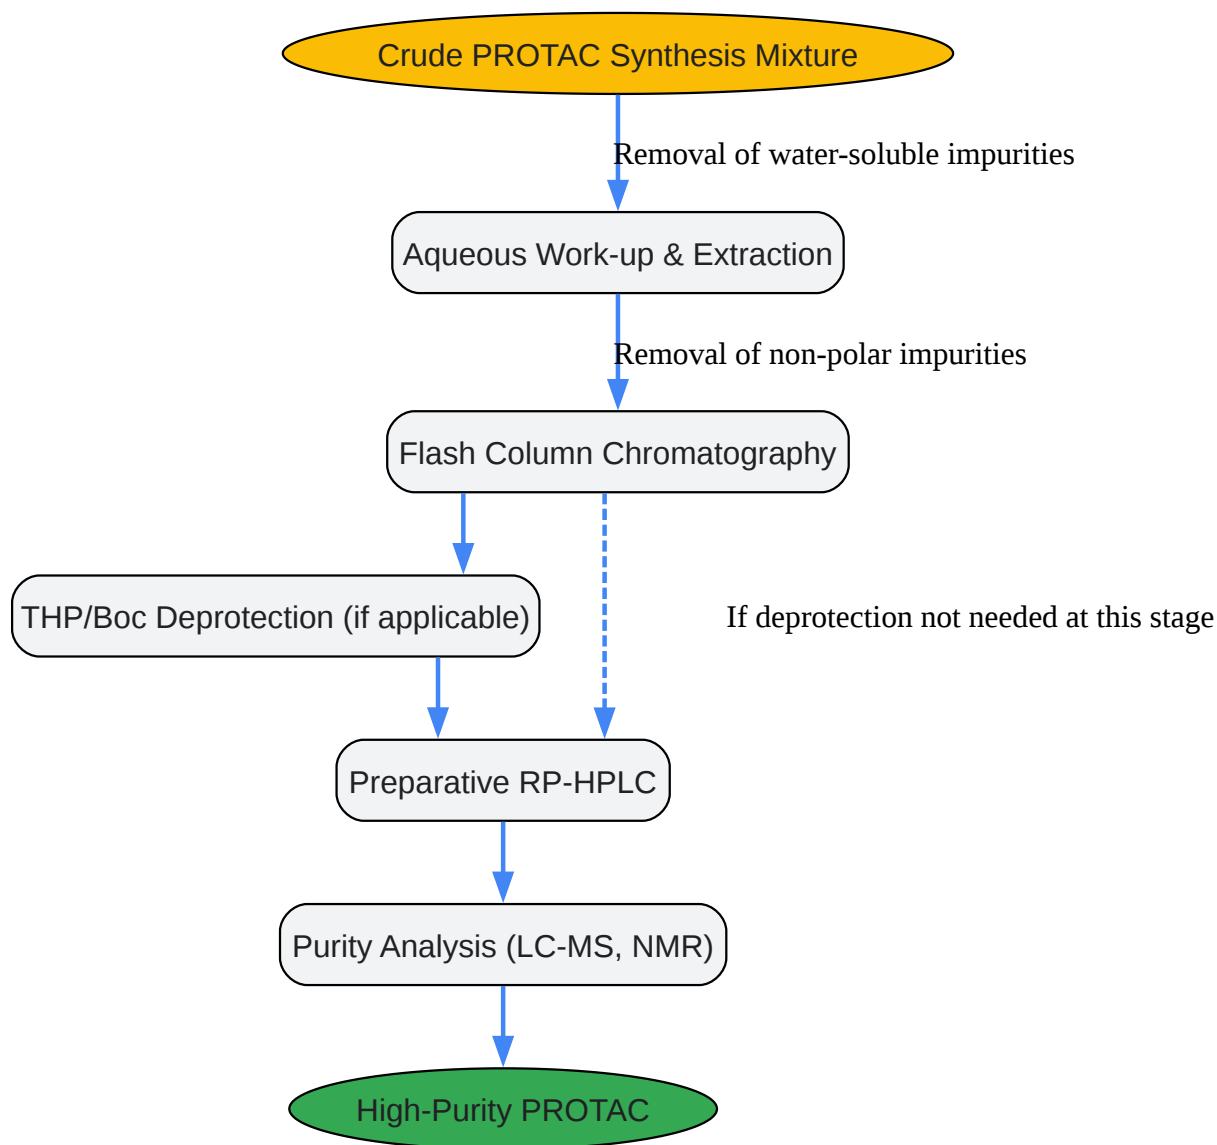 Crude PROTAC Synthesis Mixture
Removal of water-soluble impurities
Aqueous Work-up & Extraction
Removal of non-polar impurities
Flash Column Chromatography
THP/Boc Deprotection (if applicable)
If deprotection not needed at this stage
Preparative RP-HPLC
Purity Analysis (LC-MS, NMR)
High-Purity PROTAC